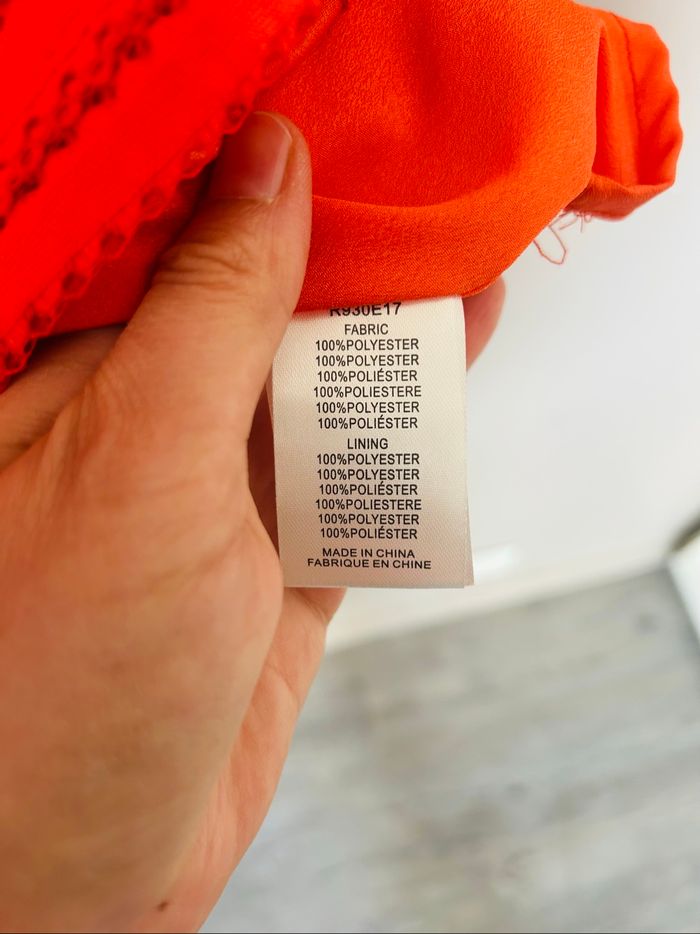 R930E17
FABRIC
100%POLYESTER
100%POLYESTER
100%POLIÉSTER
100%POLIESTERE
100%POLYESTER
100%POLIÉSTER
LINING
100%POLYESTER
100%POLYESTER
100%POLIÉSTER
100%POLIESTERE
100%POLYESTER
100%POLIÉSTER
MADE IN CHINA
FABRIQUE EN CHINE